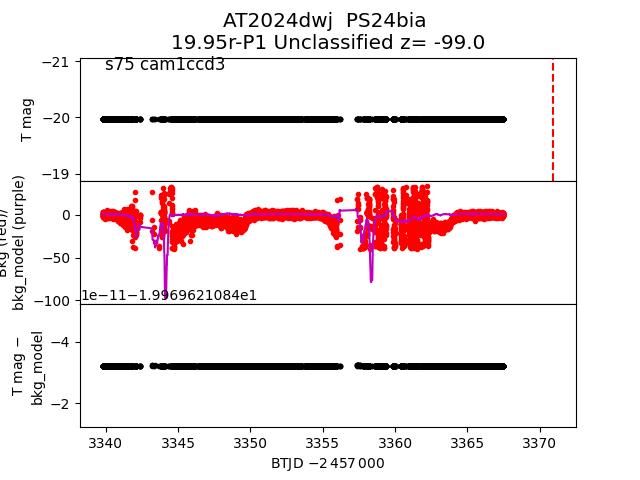 AT2024dwj PS24bia
19.95r-P1 Unclassified z= -99.0
s75 cam1ccd3
−21
−20
−19
T mag
0
−50
−100
Bkg (red)/
bkg_model (purple)
1e−11−1.9969621084e1
−4
−2
T mag −
bkg_model
3340 3345 3350 3355 3360 3365 3370
BTJD −2 457 000